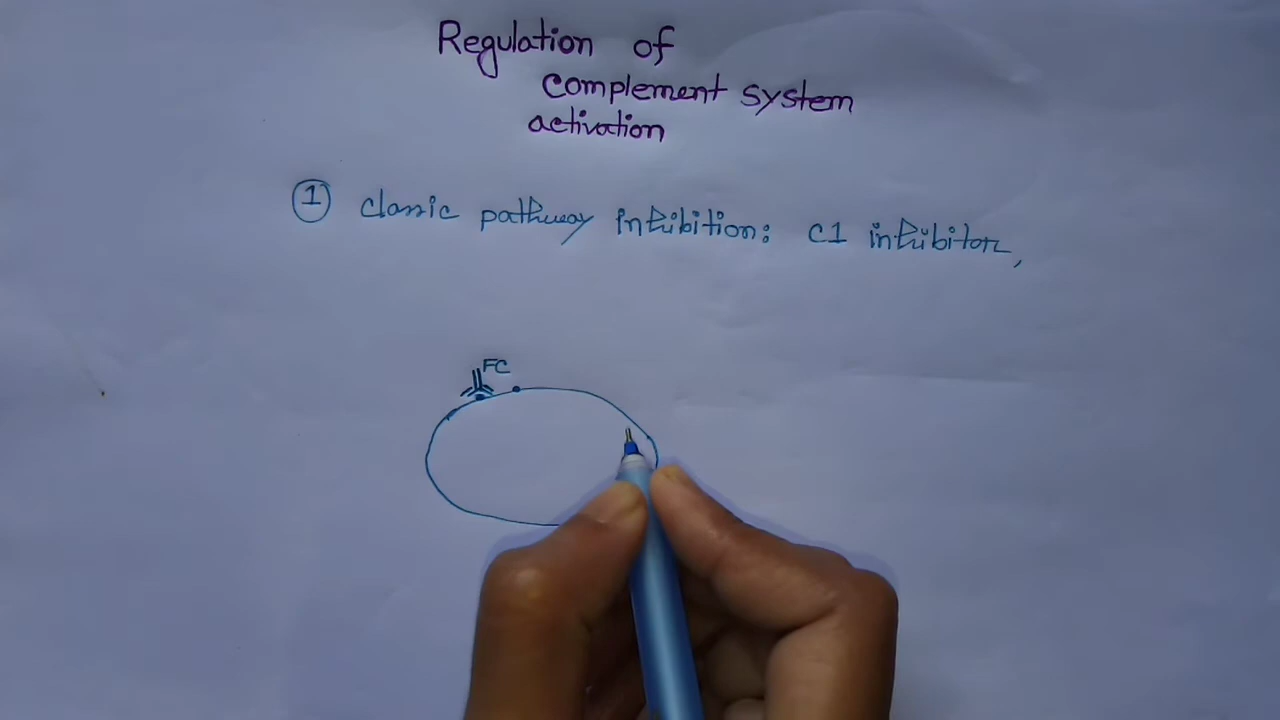 Regulation of
complement system
activation
1 classic pathway inhibition: C1 inhibitor,
FC